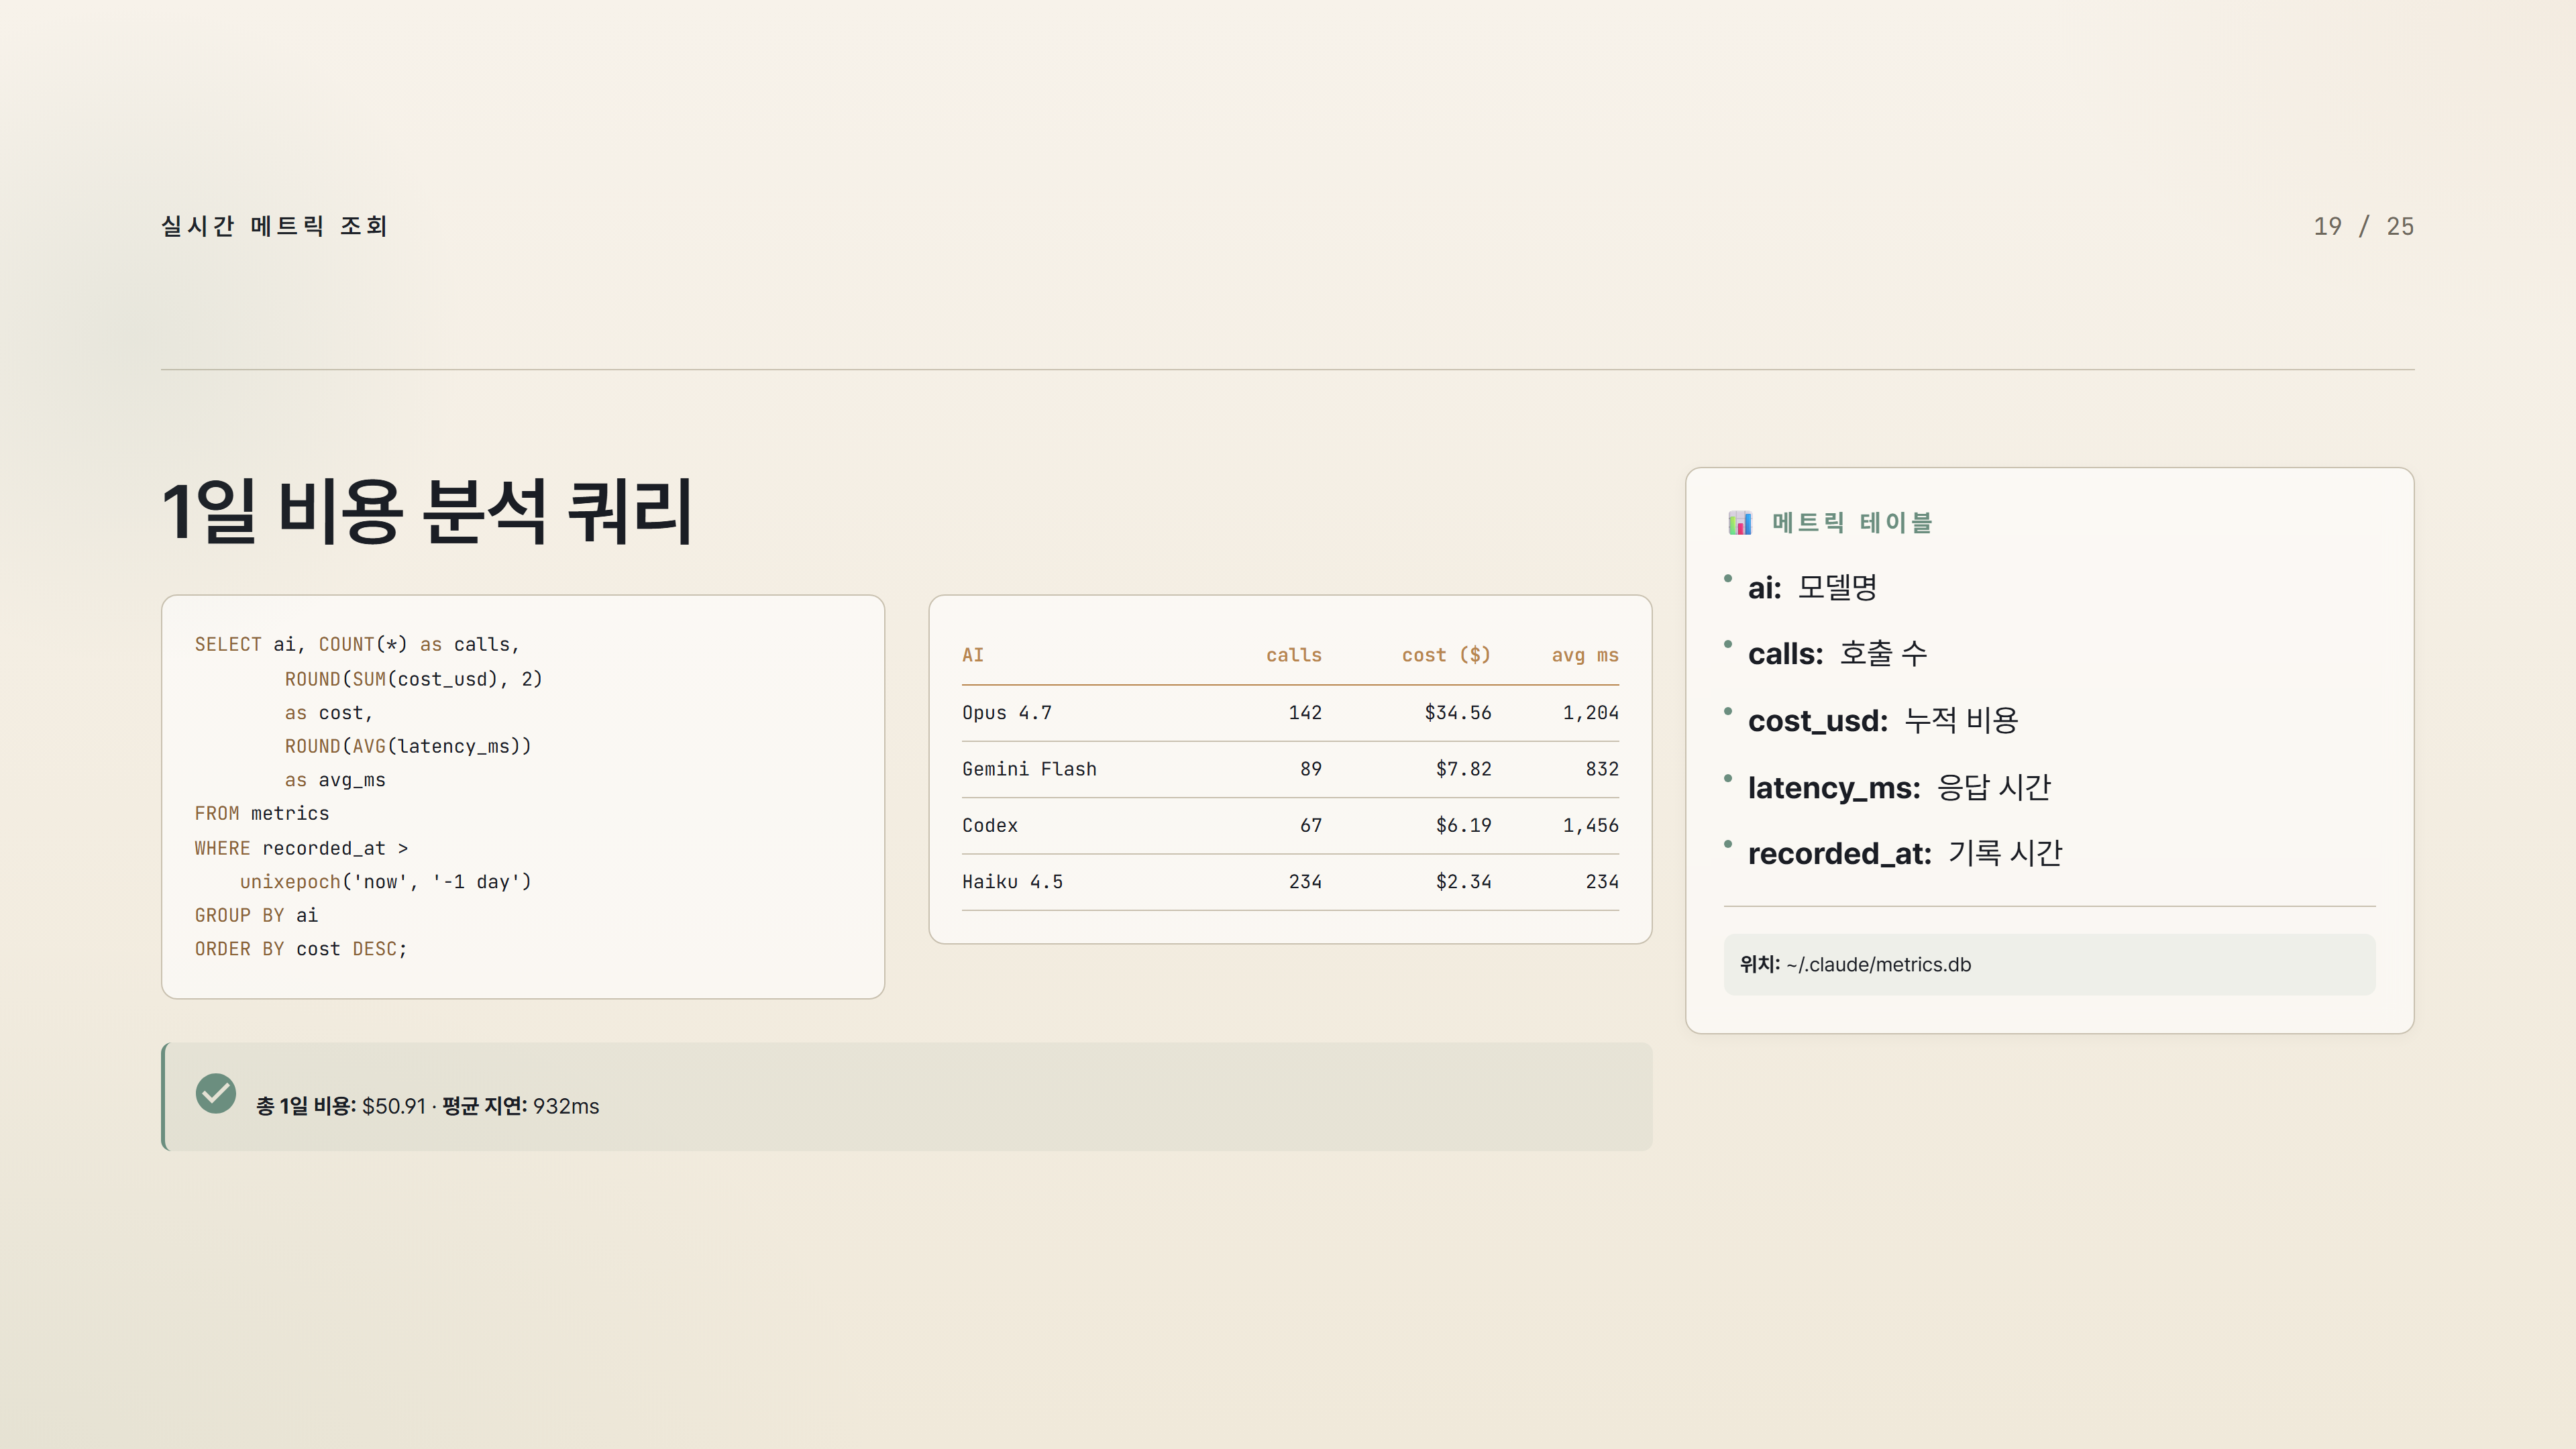 실시간 메트릭 조회
19 / 25
1일 비용 분석 쿼리
SELECT ai, COUNT(*) as calls,
ROUND(SUM(cost_usd), 2)
as cost,
ROUND(AVG(latency_ms))
as avg_ms
FROM metrics
WHERE recorded_at >
unixepoch('now', '-1 day')
GROUP BY ai
ORDER BY cost DESC;
AI calls cost ($) avg ms
Opus 4.7 142 $34.56 1,204
Gemini Flash 89 $7.82 832
Codex 67 $6.19 1,456
Haiku 4.5 234 $2.34 234
총 1일 비용: $50.91 · 평균 지연: 932ms
메트릭 테이블
ai: 모델명
calls: 호출 수
cost_usd: 누적 비용
latency_ms: 응답 시간
recorded_at: 기록 시간
위치: ~/.claude/metrics.db